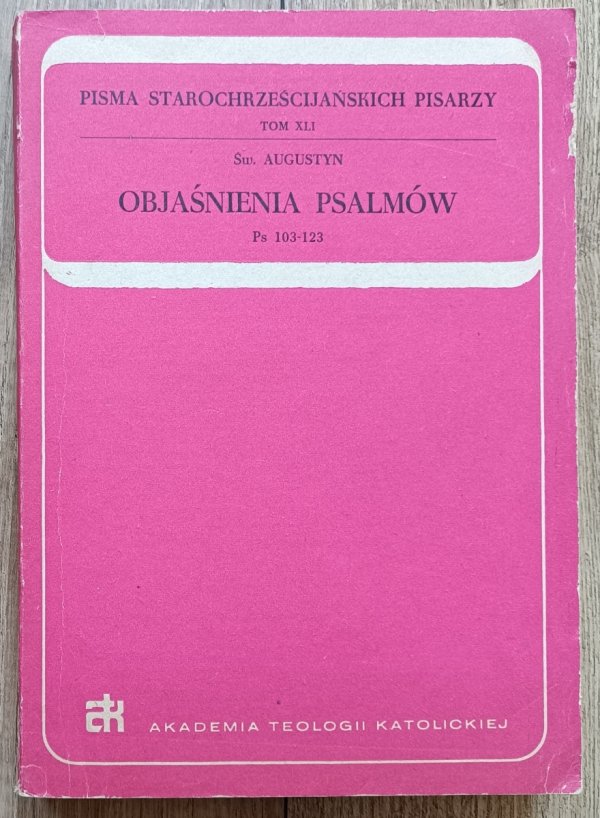 PISMA STAROCHRZEŚCIJAŃSKICH PISARZY
TOM XLI
Św. AUGUSTYN
OBJAŚNIENIA PSALMÓW
Ps 103-123
atk AKADEMIA TEOLOGII KATOLICKIEJ